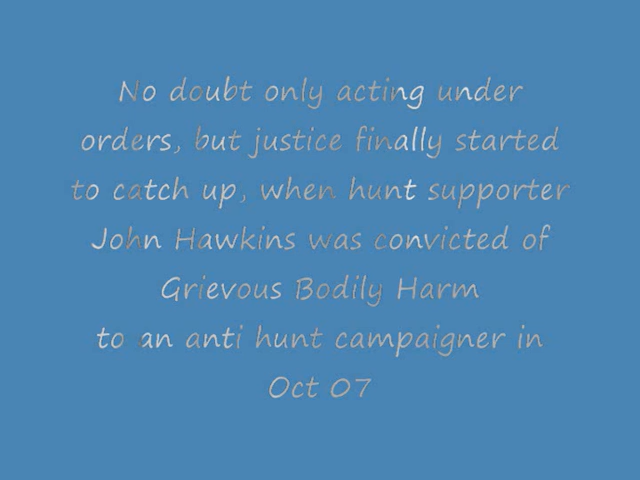 No doubt only acting under
orders, but justice finally started
to catch up, when hunt supporter
John Hawkins was convicted of
Grievous Bodily Harm
to an anti hunt campaigner in
Oct 07